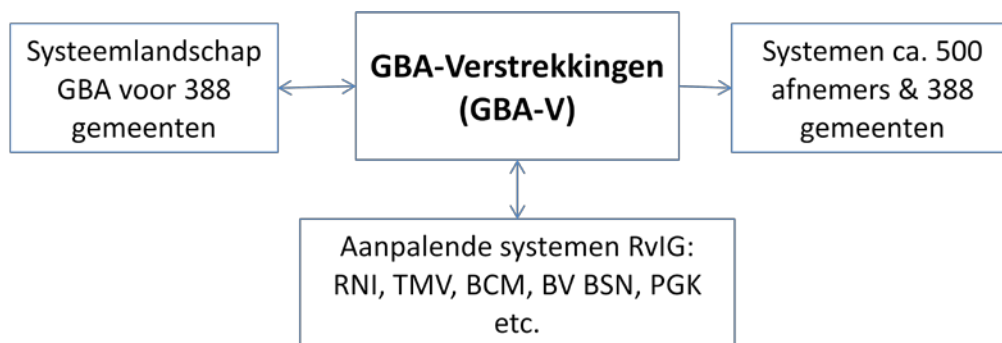 Systeemlandschap
GBA voor 388
gemeenten
GBA-Verstrekkingen
(GBA-V)
Systemen ca. 500
afnemers & 388
gemeenten
Aanpalende systemen RvIG:
RNI, TMV, BCM, BV BSN, PGK
etc.